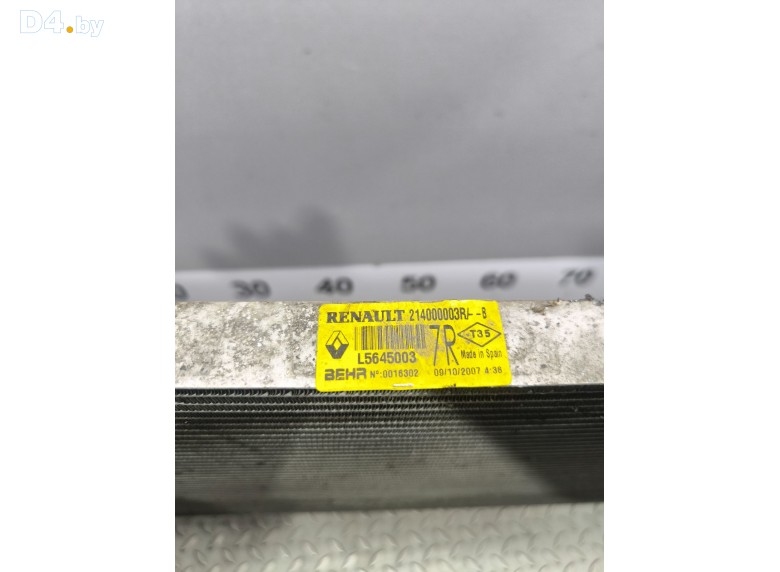 D4.by
30 40 50 60 70
RENAULT 214000003R/- -B
L5645003 7R T35
Made in Spain
BEHR Nº:0016302 09/10/2007 4:36